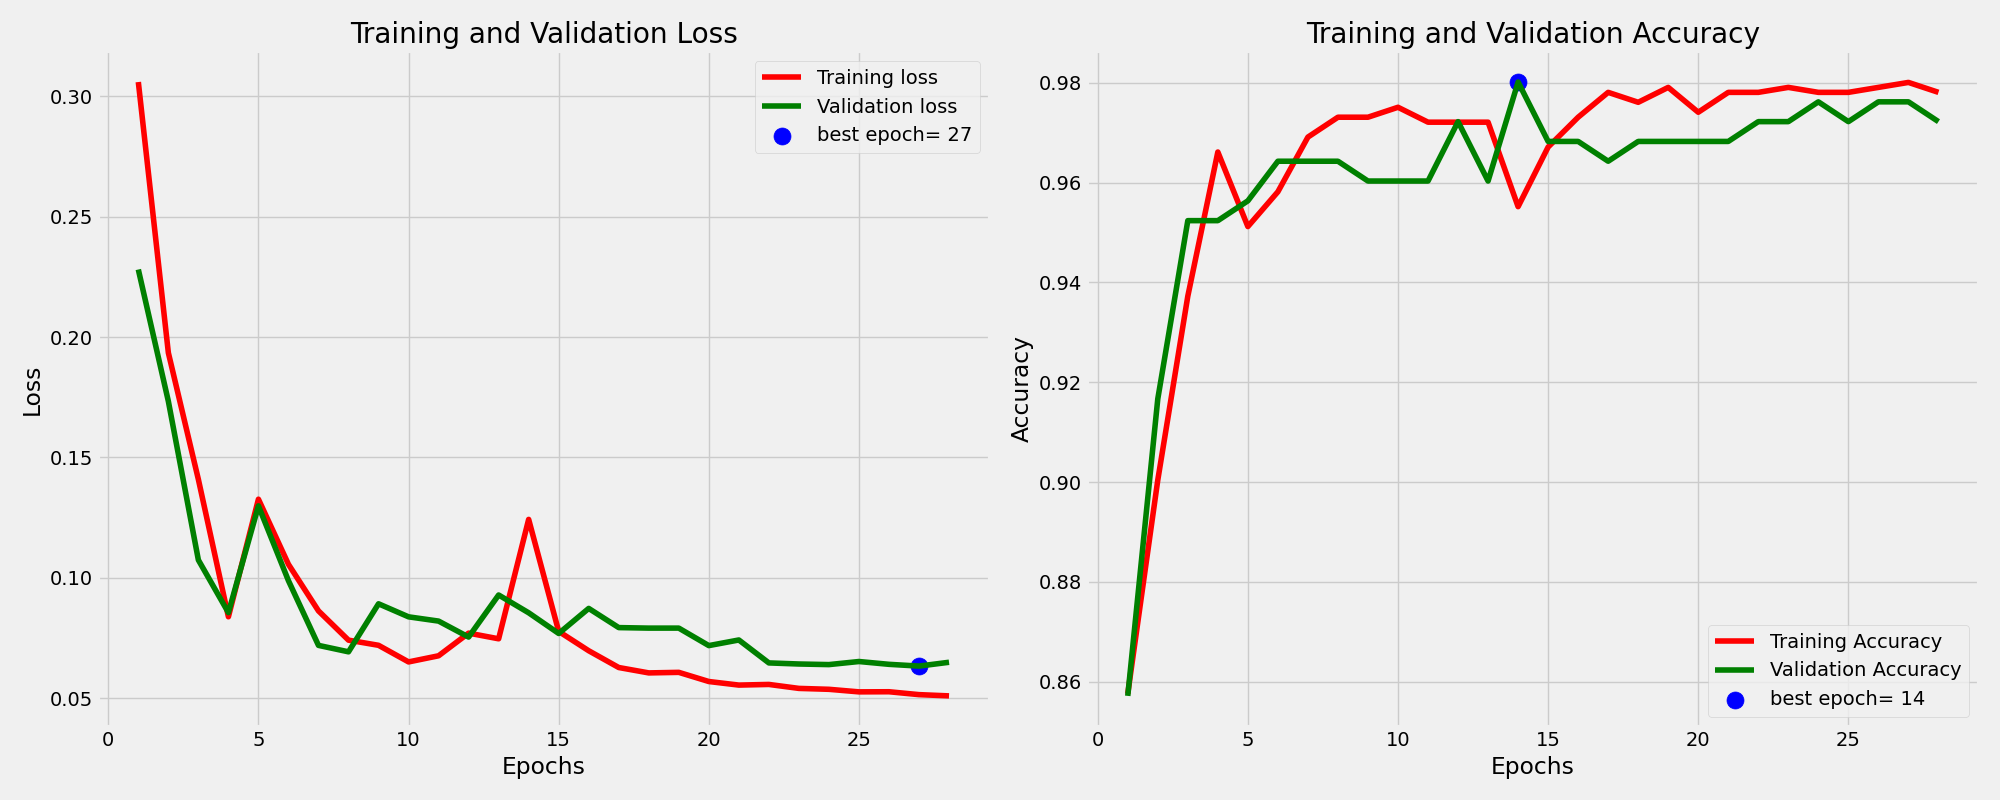 Training and Validation Loss
Training loss
Validation loss
best epoch= 27
0.30
0.25
0.20
0.15
0.10
0.05
Loss
0 5 10 15 20 25
Epochs
Training and Validation Accuracy
0.98
0.96
0.94
0.92
0.90
0.88
0.86
Accuracy
Training Accuracy
Validation Accuracy
best epoch= 14
0 5 10 15 20 25
Epochs